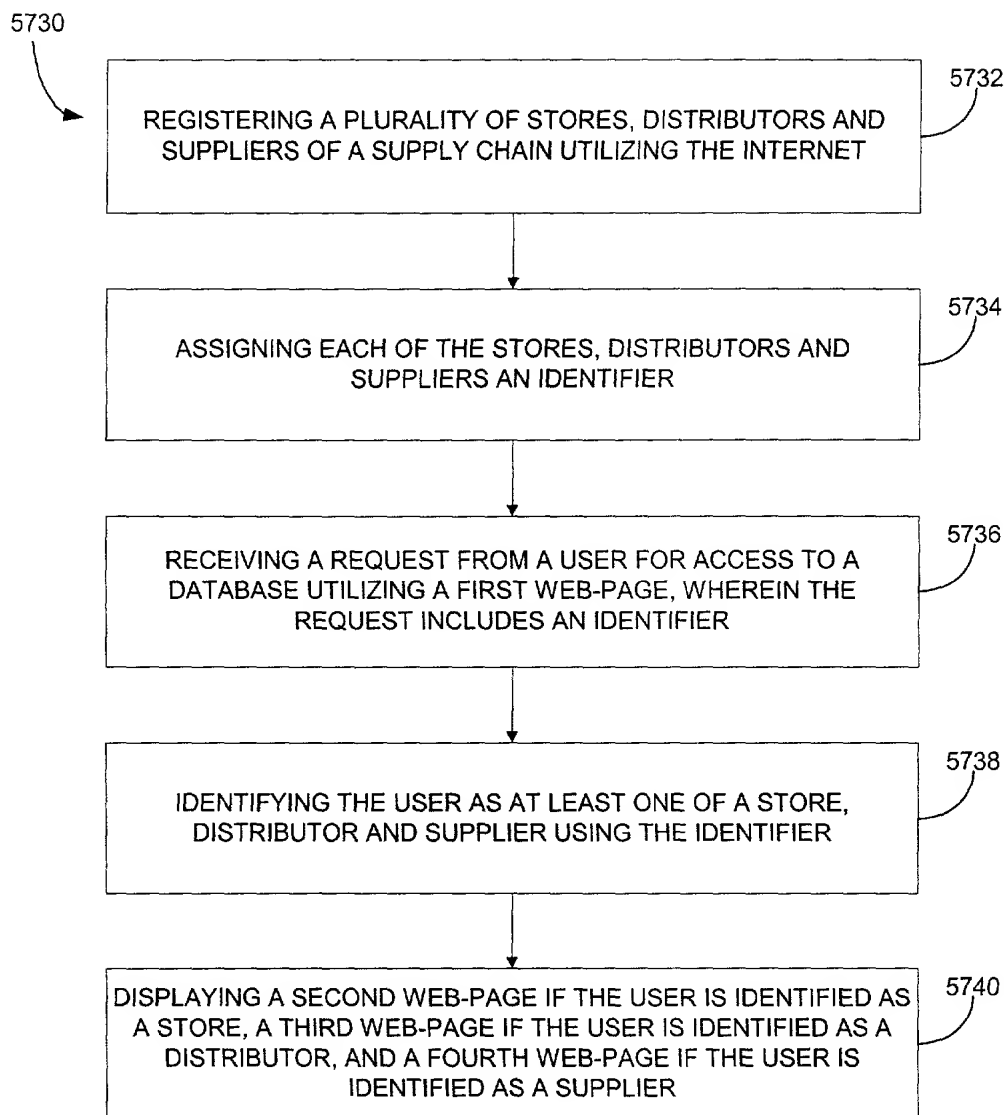 5730
5732
REGISTERING A PLURALITY OF STORES, DISTRIBUTORS AND
SUPPLIERS OF A SUPPLY CHAIN UTILIZING THE INTERNET
5734
ASSIGNING EACH OF THE STORES, DISTRIBUTORS AND
SUPPLIERS AN IDENTIFIER
5736
RECEIVING A REQUEST FROM A USER FOR ACCESS TO A
DATABASE UTILIZING A FIRST WEB-PAGE, WHEREIN THE
REQUEST INCLUDES AN IDENTIFIER
5738
IDENTIFYING THE USER AS AT LEAST ONE OF A STORE,
DISTRIBUTOR AND SUPPLIER USING THE IDENTIFIER
5740
DISPLAYING A SECOND WEB-PAGE IF THE USER IS IDENTIFIED AS
A STORE, A THIRD WEB-PAGE IF THE USER IS IDENTIFIED AS A
DISTRIBUTOR, AND A FOURTH WEB-PAGE IF THE USER IS
IDENTIFIED AS A SUPPLIER